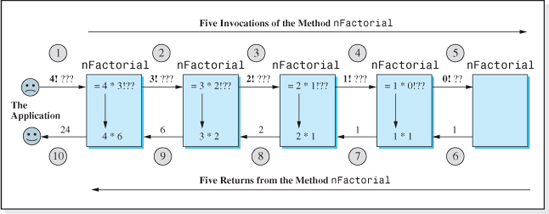 Five Invocations of the Method nFactorial
1 2 3 4 5
nFactorial nFactorial nFactorial nFactorial nFactorial
4! ??? 3! ??? 2! ??? 1! ??? 0! ??
= 4 * 3!?? = 3 * 2!?? = 2 * 1!?? = 1 * 0!??
The
Application
24 6 2 1 1
4 * 6 3 * 2 2 * 1 1 * 1
10 9 8 7 6
Five Returns from the Method nFactorial